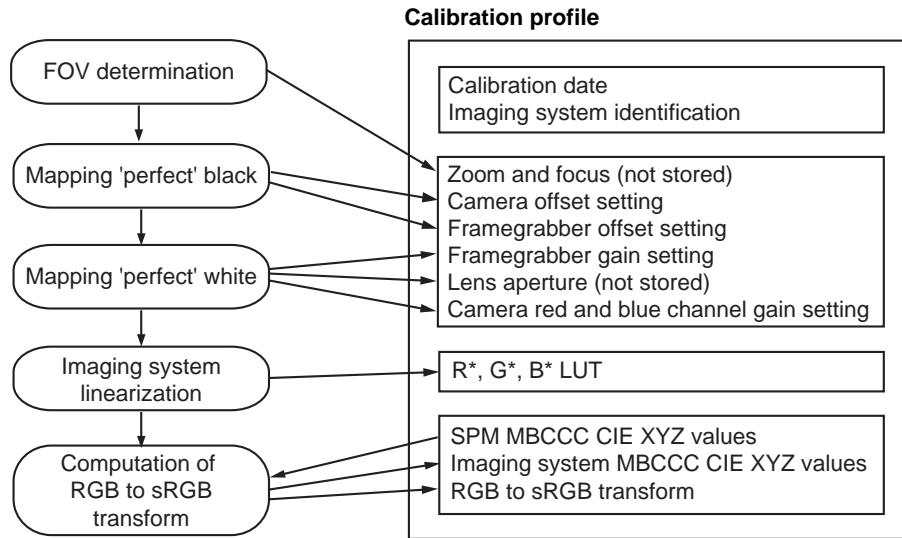 Calibration profile
FOV determination
Mapping 'perfect' black
Mapping 'perfect' white
Imaging system
linearization
Computation of
RGB to sRGB
transform
Calibration date
Imaging system identification
Zoom and focus (not stored)
Camera offset setting
Framegrabber offset setting
Framegrabber gain setting
Lens aperture (not stored)
Camera red and blue channel gain setting
R*, G*, B* LUT
SPM MBCCC CIE XYZ values
Imaging system MBCCC CIE XYZ values
RGB to sRGB transform